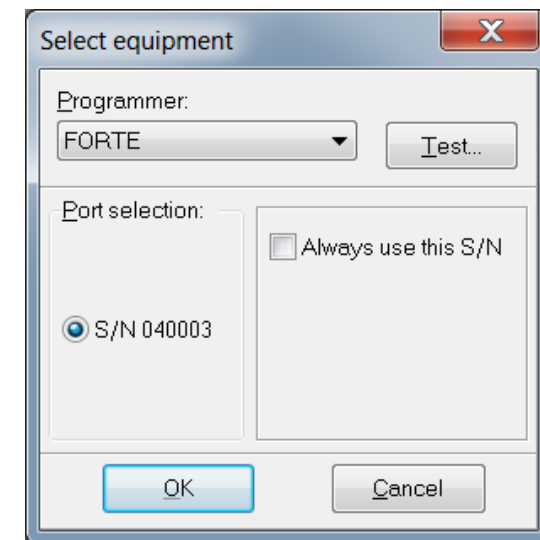 Select equipment
X
Programmer:
FORTE
Test...
Port selection:
Always use this S/N
S/N 040003
OK
Cancel